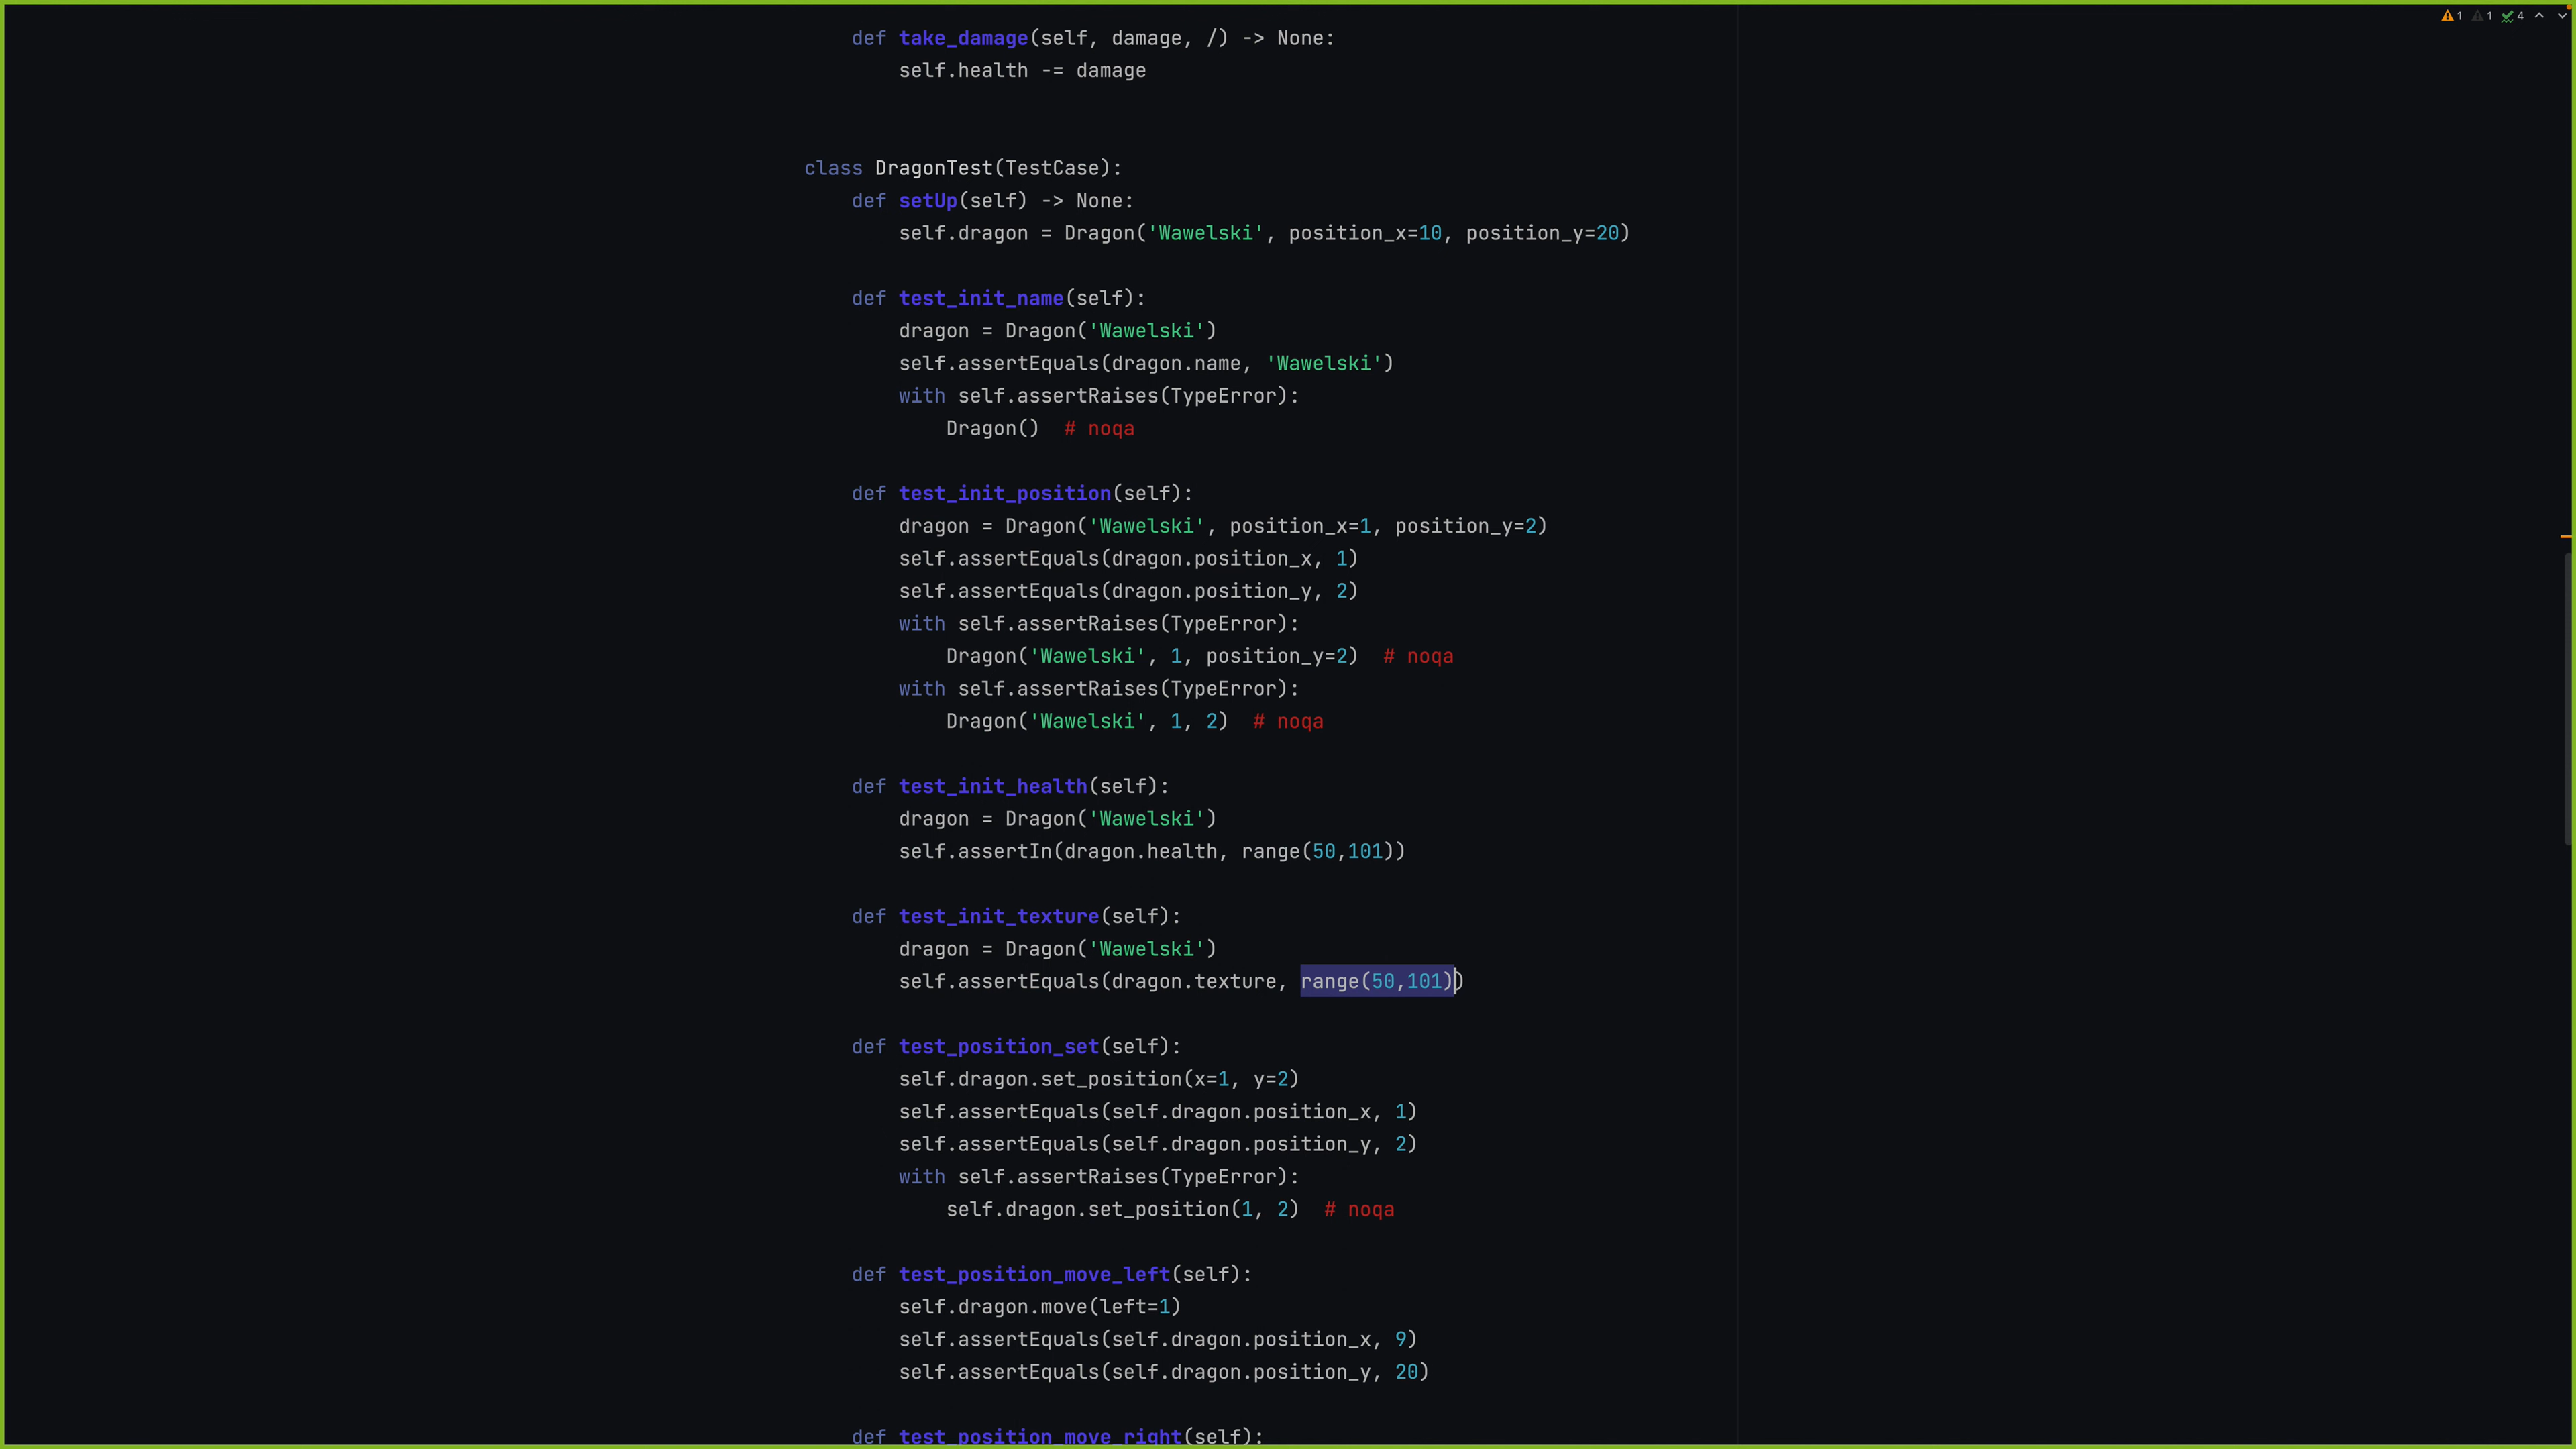 1 1 4
def take_damage(self, damage, /) -> None:
self.health -= damage
class DragonTest(TestCase):
def setUp(self) -> None:
self.dragon = Dragon('Wawelski', position_x=10, position_y=20)
def test_init_name(self):
dragon = Dragon('Wawelski')
self.assertEquals(dragon.name, 'Wawelski')
with self.assertRaises(TypeError):
Dragon()  # noqa
def test_init_position(self):
dragon = Dragon('Wawelski', position_x=1, position_y=2)
self.assertEquals(dragon.position_x, 1)
self.assertEquals(dragon.position_y, 2)
with self.assertRaises(TypeError):
Dragon('Wawelski', 1, position_y=2)  # noqa
with self.assertRaises(TypeError):
Dragon('Wawelski', 1, 2)  # noqa
def test_init_health(self):
dragon = Dragon('Wawelski')
self.assertIn(dragon.health, range(50,101))
def test_init_texture(self):
dragon = Dragon('Wawelski')
self.assertEquals(dragon.texture, range(50,101))
def test_position_set(self):
self.dragon.set_position(x=1, y=2)
self.assertEquals(self.dragon.position_x, 1)
self.assertEquals(self.dragon.position_y, 2)
with self.assertRaises(TypeError):
self.dragon.set_position(1, 2)  # noqa
def test_position_move_left(self):
self.dragon.move(left=1)
self.assertEquals(self.dragon.position_x, 9)
self.assertEquals(self.dragon.position_y, 20)
def test_position_move_right(self):